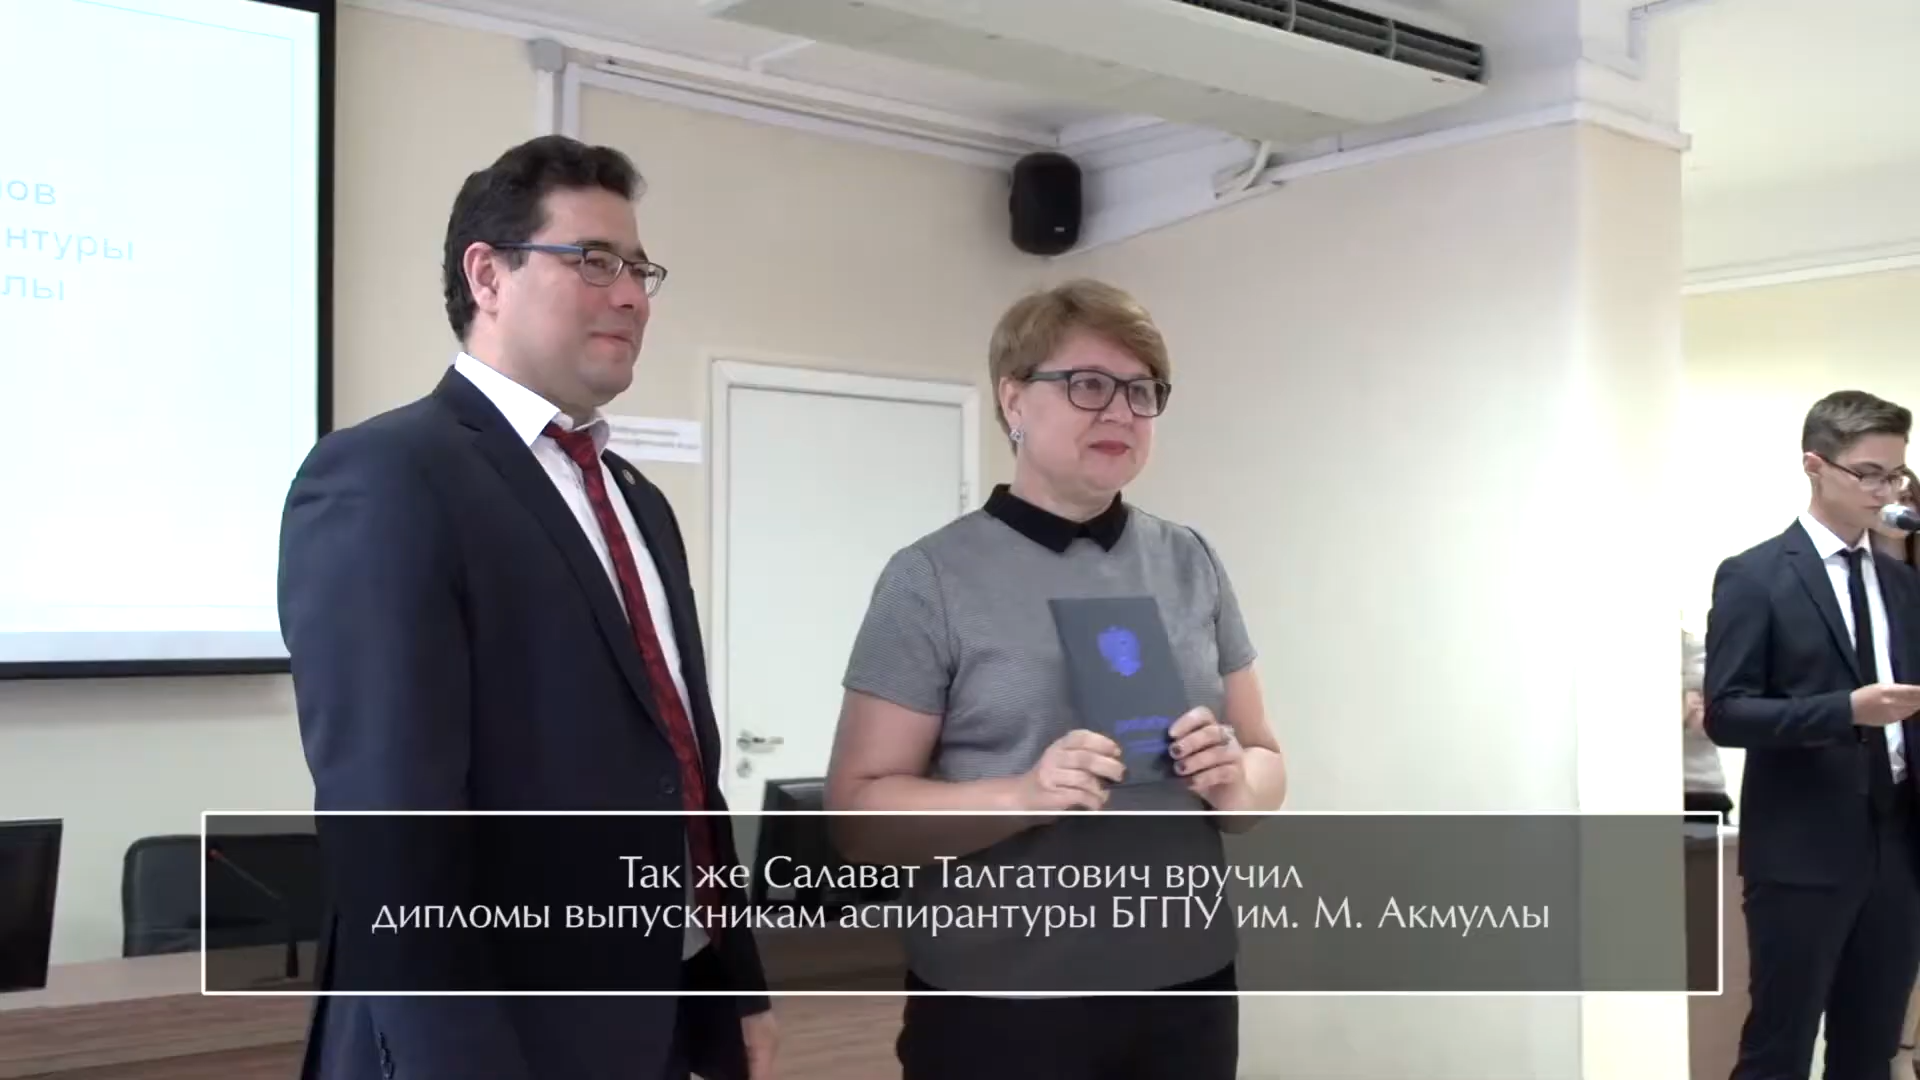 ов
нтуры
лы
Так же Салават Талгатович вручил
дипломы выпускникам аспирантуры БГПУ им. М. Акмуллы